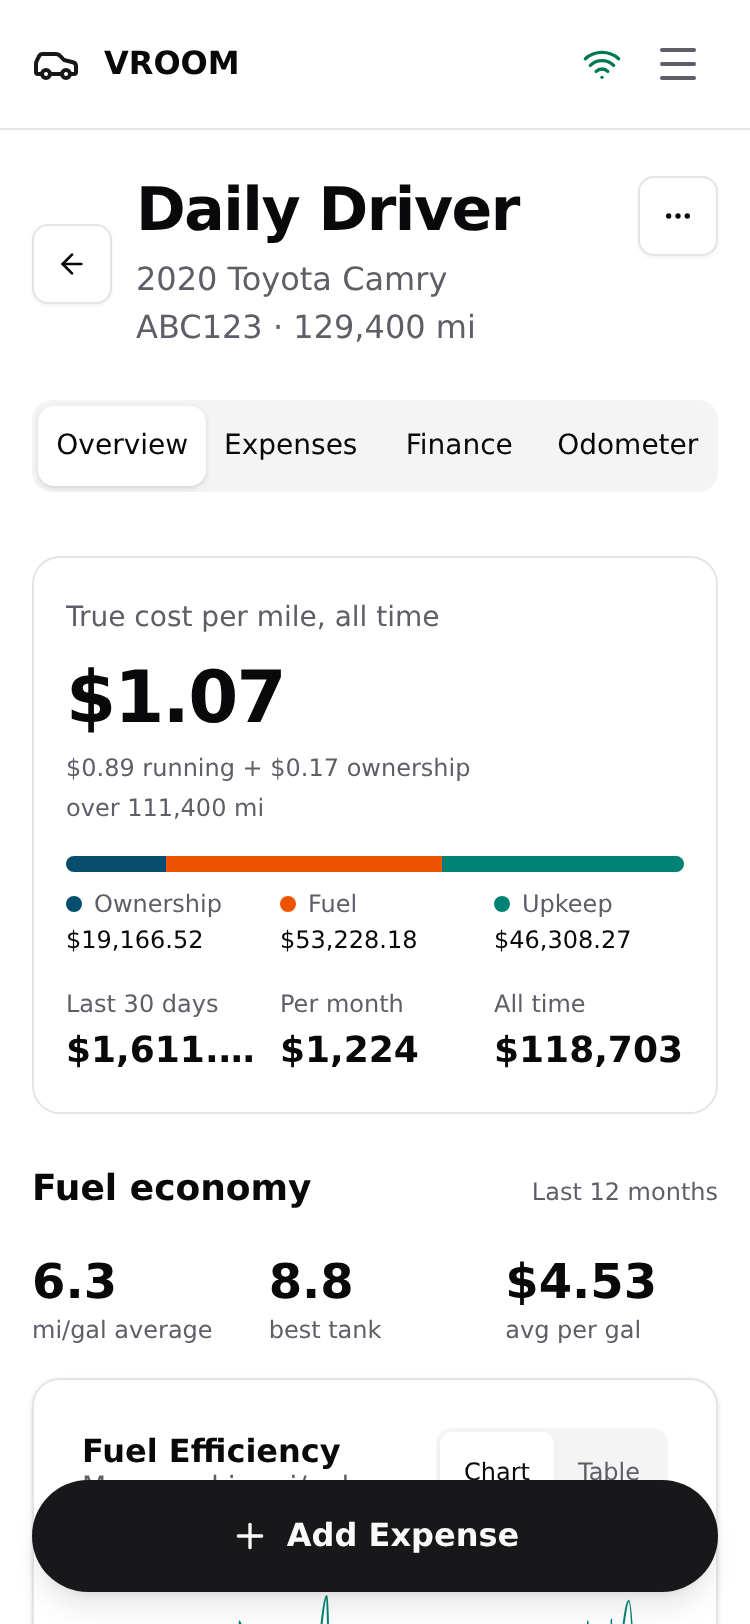 VROOM
Daily Driver
2020 Toyota Camry
ABC123 · 129,400 mi
Overview
Expenses
Finance
Odometer
True cost per mile, all time
$1.07
$0.89 running + $0.17 ownership
over 111,400 mi
Ownership
Fuel
Upkeep
$19,166.52
$53,228.18
$46,308.27
Last 30 days
Per month
All time
$1,611.…
$1,224
$118,703
Fuel economy
Last 12 months
6.3
8.8
$4.53
mi/gal average
best tank
avg per gal
Fuel Efficiency
Chart
Table
Add Expense